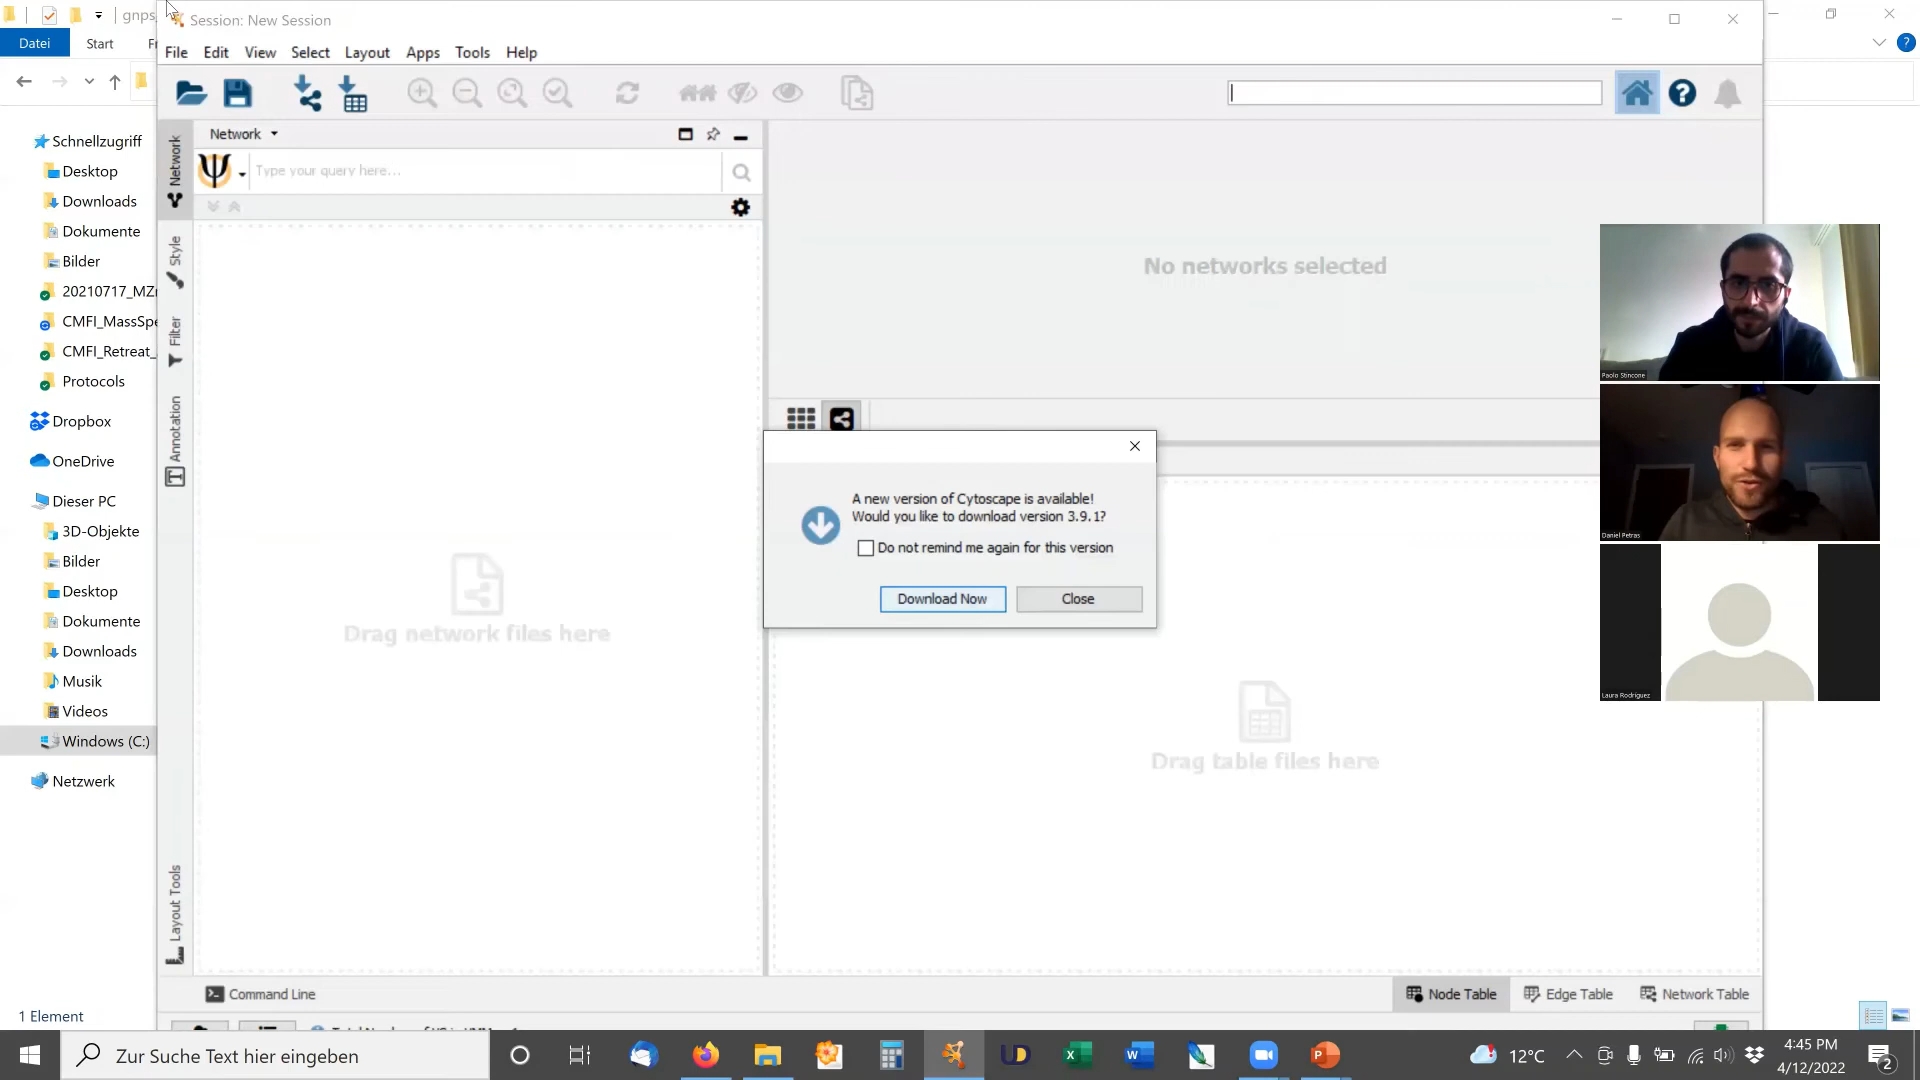 gnps
Session: New Session
Datei
Start
File Edit View Select Layout Apps Tools Help
Network
Type your query here...
Network
Style
Filter
Annotation
Layout Tools
Schnellzugriff
Desktop
Downloads
Dokumente
Bilder
20210717_MZ
CMFI_MassSpe
CMFI_Retreat_
Protocols
Dropbox
OneDrive
Dieser PC
3D-Objekte
Bilder
Desktop
Dokumente
Downloads
Musik
Videos
Windows (C:)
Netzwerk
1 Element
Drag network files here
No networks selected
A new version of Cytoscape is available!
Would you like to download version 3.9.1?
Do not remind me again for this version
Download Now
Close
Drag table files here
Paolo Stincone
Daniel Petras
Laura Rodriguez
Command Line
Node Table
Edge Table
Network Table
Zur Suche Text hier eingeben
12°C
4:45 PM
4/12/2022
2